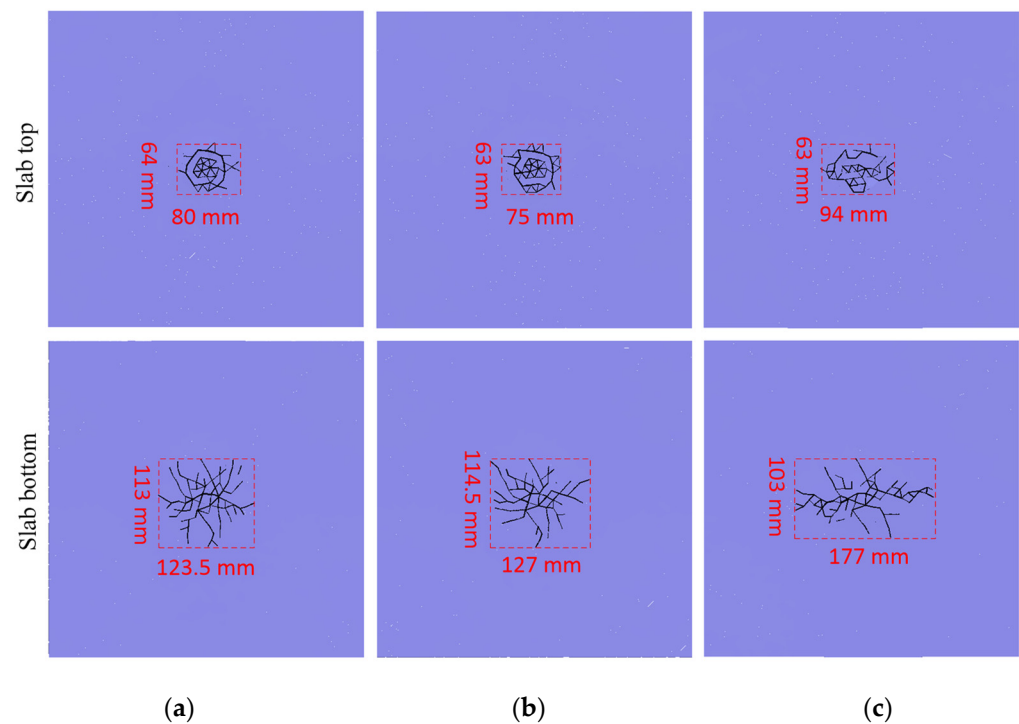 Slab top
64 mm
80 mm
63 mm
75 mm
63 mm
94 mm
Slab bottom
113 mm
123.5 mm
114.5 mm
127 mm
103 mm
177 mm
(a)
(b)
(c)